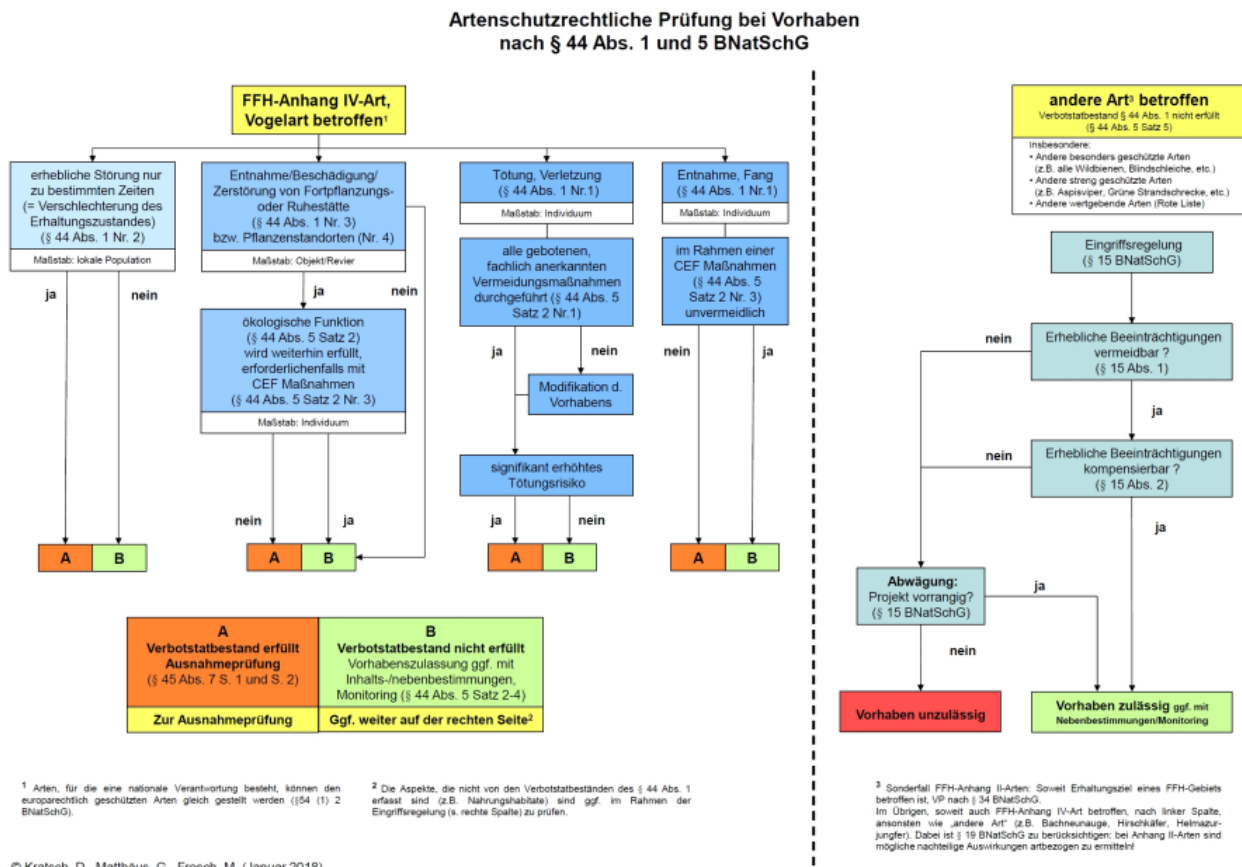 Artenschutzrechtliche Prüfung bei Vorhaben
nach § 44 Abs. 1 und 5 BNatSchG
FFH-Anhang IV-Art,
Vogelart betroffen¹
erhebliche Störung nur
zu bestimmten Zeiten
(= Verschlechterung des
Erhaltungszustandes)
(§ 44 Abs. 1 Nr. 2)
Maßstab: lokale Population
ja
nein
Entnahme/Beschädigung/
Zerstörung von Fortpflanzungs-
oder Ruhestätte
(§ 44 Abs. 1 Nr. 3)
bzw. Pflanzenstandorten (Nr. 4)
Maßstab: Objekt/Revier
ja
nein
ökologische Funktion
(§ 44 Abs. 5 Satz 2)
wird weiterhin erfüllt,
erforderlichenfalls mit
CEF Maßnahmen
(§ 44 Abs. 5 Satz 2 Nr. 3)
Maßstab: Individuum
nein
ja
Tötung, Verletzung
(§ 44 Abs. 1 Nr.1)
Maßstab: Individuum
alle gebotenen,
fachlich anerkannten
Vermeidungsmaßnahmen
durchgeführt (§ 44 Abs. 5
Satz 2 Nr.1)
ja
nein
Modifikation d.
Vorhabens
signifikant erhöhtes
Tötungsrisiko
ja
nein
Entnahme, Fang
(§ 44 Abs. 1 Nr.1)
Maßstab: Individuum
im Rahmen einer
CEF Maßnahmen
(§ 44 Abs. 5
Satz 2 Nr. 3)
unvermeidlich
nein
ja
A B
A B
A B
A B
A
Verbotstatbestand erfüllt
Ausnahmeprüfung
(§ 45 Abs. 7 S. 1 und S. 2)
Zur Ausnahmeprüfung
B
Verbotstatbestand nicht erfüllt
Vorhabenszulassung ggf. mit
Inhalts-/nebenbestimmungen,
Monitoring (§ 44 Abs. 5 Satz 2-4)
Ggf. weiter auf der rechten Seite²
¹ Arten, für die eine nationale Verantwortung besteht, können den
europarechtlich geschützten Arten gleich gestellt werden (§54 (1) 2
BNatSchG).
² Die Aspekte, die nicht von den Verbotstatbeständen des § 44 Abs. 1
erfasst sind (z.B. Nahrungshabitate) sind ggf. im Rahmen der
Eingriffsregelung (s. rechte Spalte) zu prüfen.
andere Art³ betroffen
Verbotstatbestand § 44 Abs. 1 nicht erfüllt
(§ 44 Abs. 5 Satz 5)
Insbesondere:
• Andere besonders geschützte Arten
(z.B. alle Wildbienen, Blindschleiche, etc.)
• Andere streng geschützte Arten
(z.B. Aspisviper, Grüne Strandschrecke, etc.)
• Andere wertgebende Arten (Rote Liste)
Eingriffsregelung
(§ 15 BNatSchG)
Erhebliche Beeinträchtigungen
vermeidbar ?
(§ 15 Abs. 1)
nein
ja
Erhebliche Beeinträchtigungen
kompensierbar ?
(§ 15 Abs. 2)
nein
ja
Abwägung:
Projekt vorrangig?
(§ 15 BNatSchG)
ja
nein
Vorhaben unzulässig
Vorhaben zulässig ggf. mit
Nebenbestimmungen/Monitoring
³ Sonderfall FFH-Anhang II-Arten: Soweit Erhaltungsziel eines FFH-Gebiets
betroffen ist, VP nach § 34 BNatSchG.
Im Übrigen, soweit auch FFH-Anhang IV-Art betroffen, nach linker Spalte,
ansonsten wie „andere Art“ (z.B. Bachneunauge, Hirschkäfer, Helmazur-
jungfer). Dabei ist § 19 BNatSchG zu berücksichtigen: bei Anhang II-Arten sind
mögliche nachteilige Auswirkungen artbezogen zu ermitteln!
© Kratsch, D., Matthäus, G., Frosch, M. (Januar 2018)